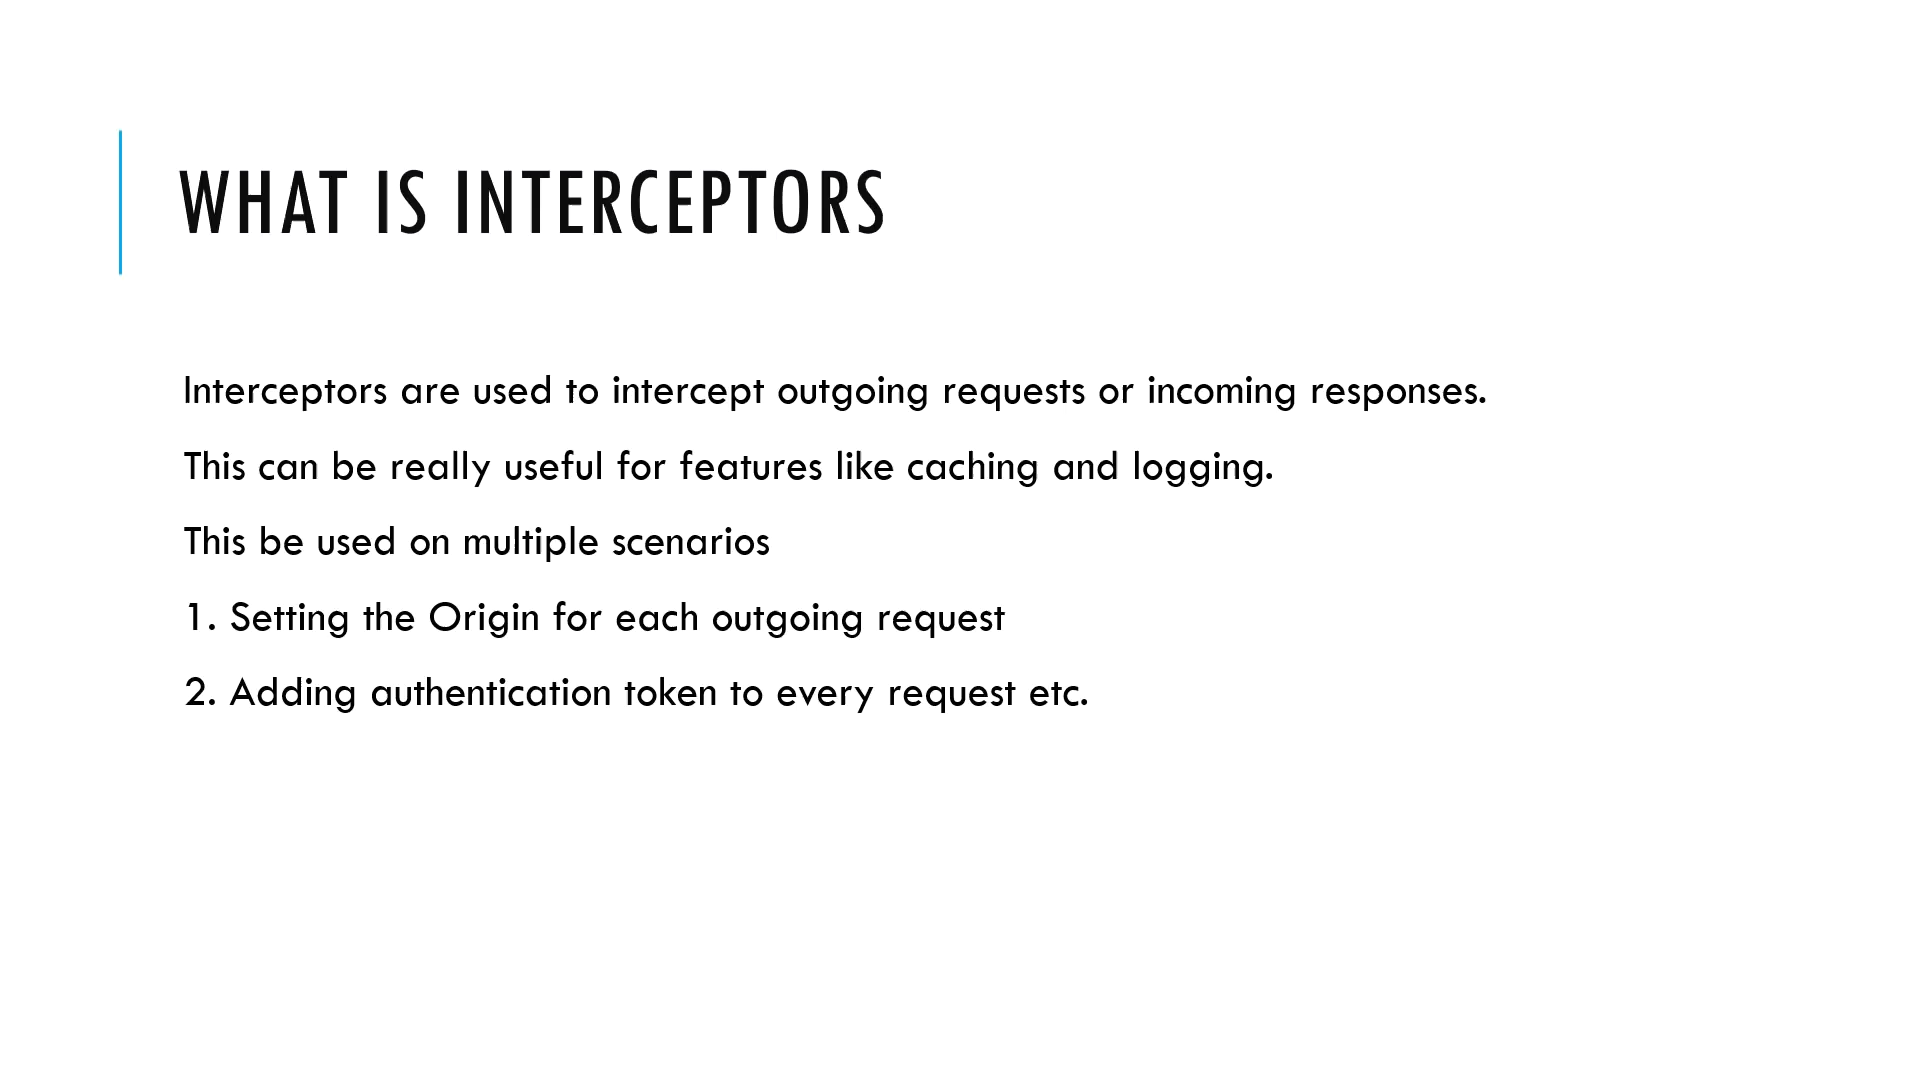 WHAT IS INTERCEPTORS
Interceptors are used to intercept outgoing requests or incoming responses.
This can be really useful for features like caching and logging.
This be used on multiple scenarios
1. Setting the Origin for each outgoing request
2. Adding authentication token to every request etc.